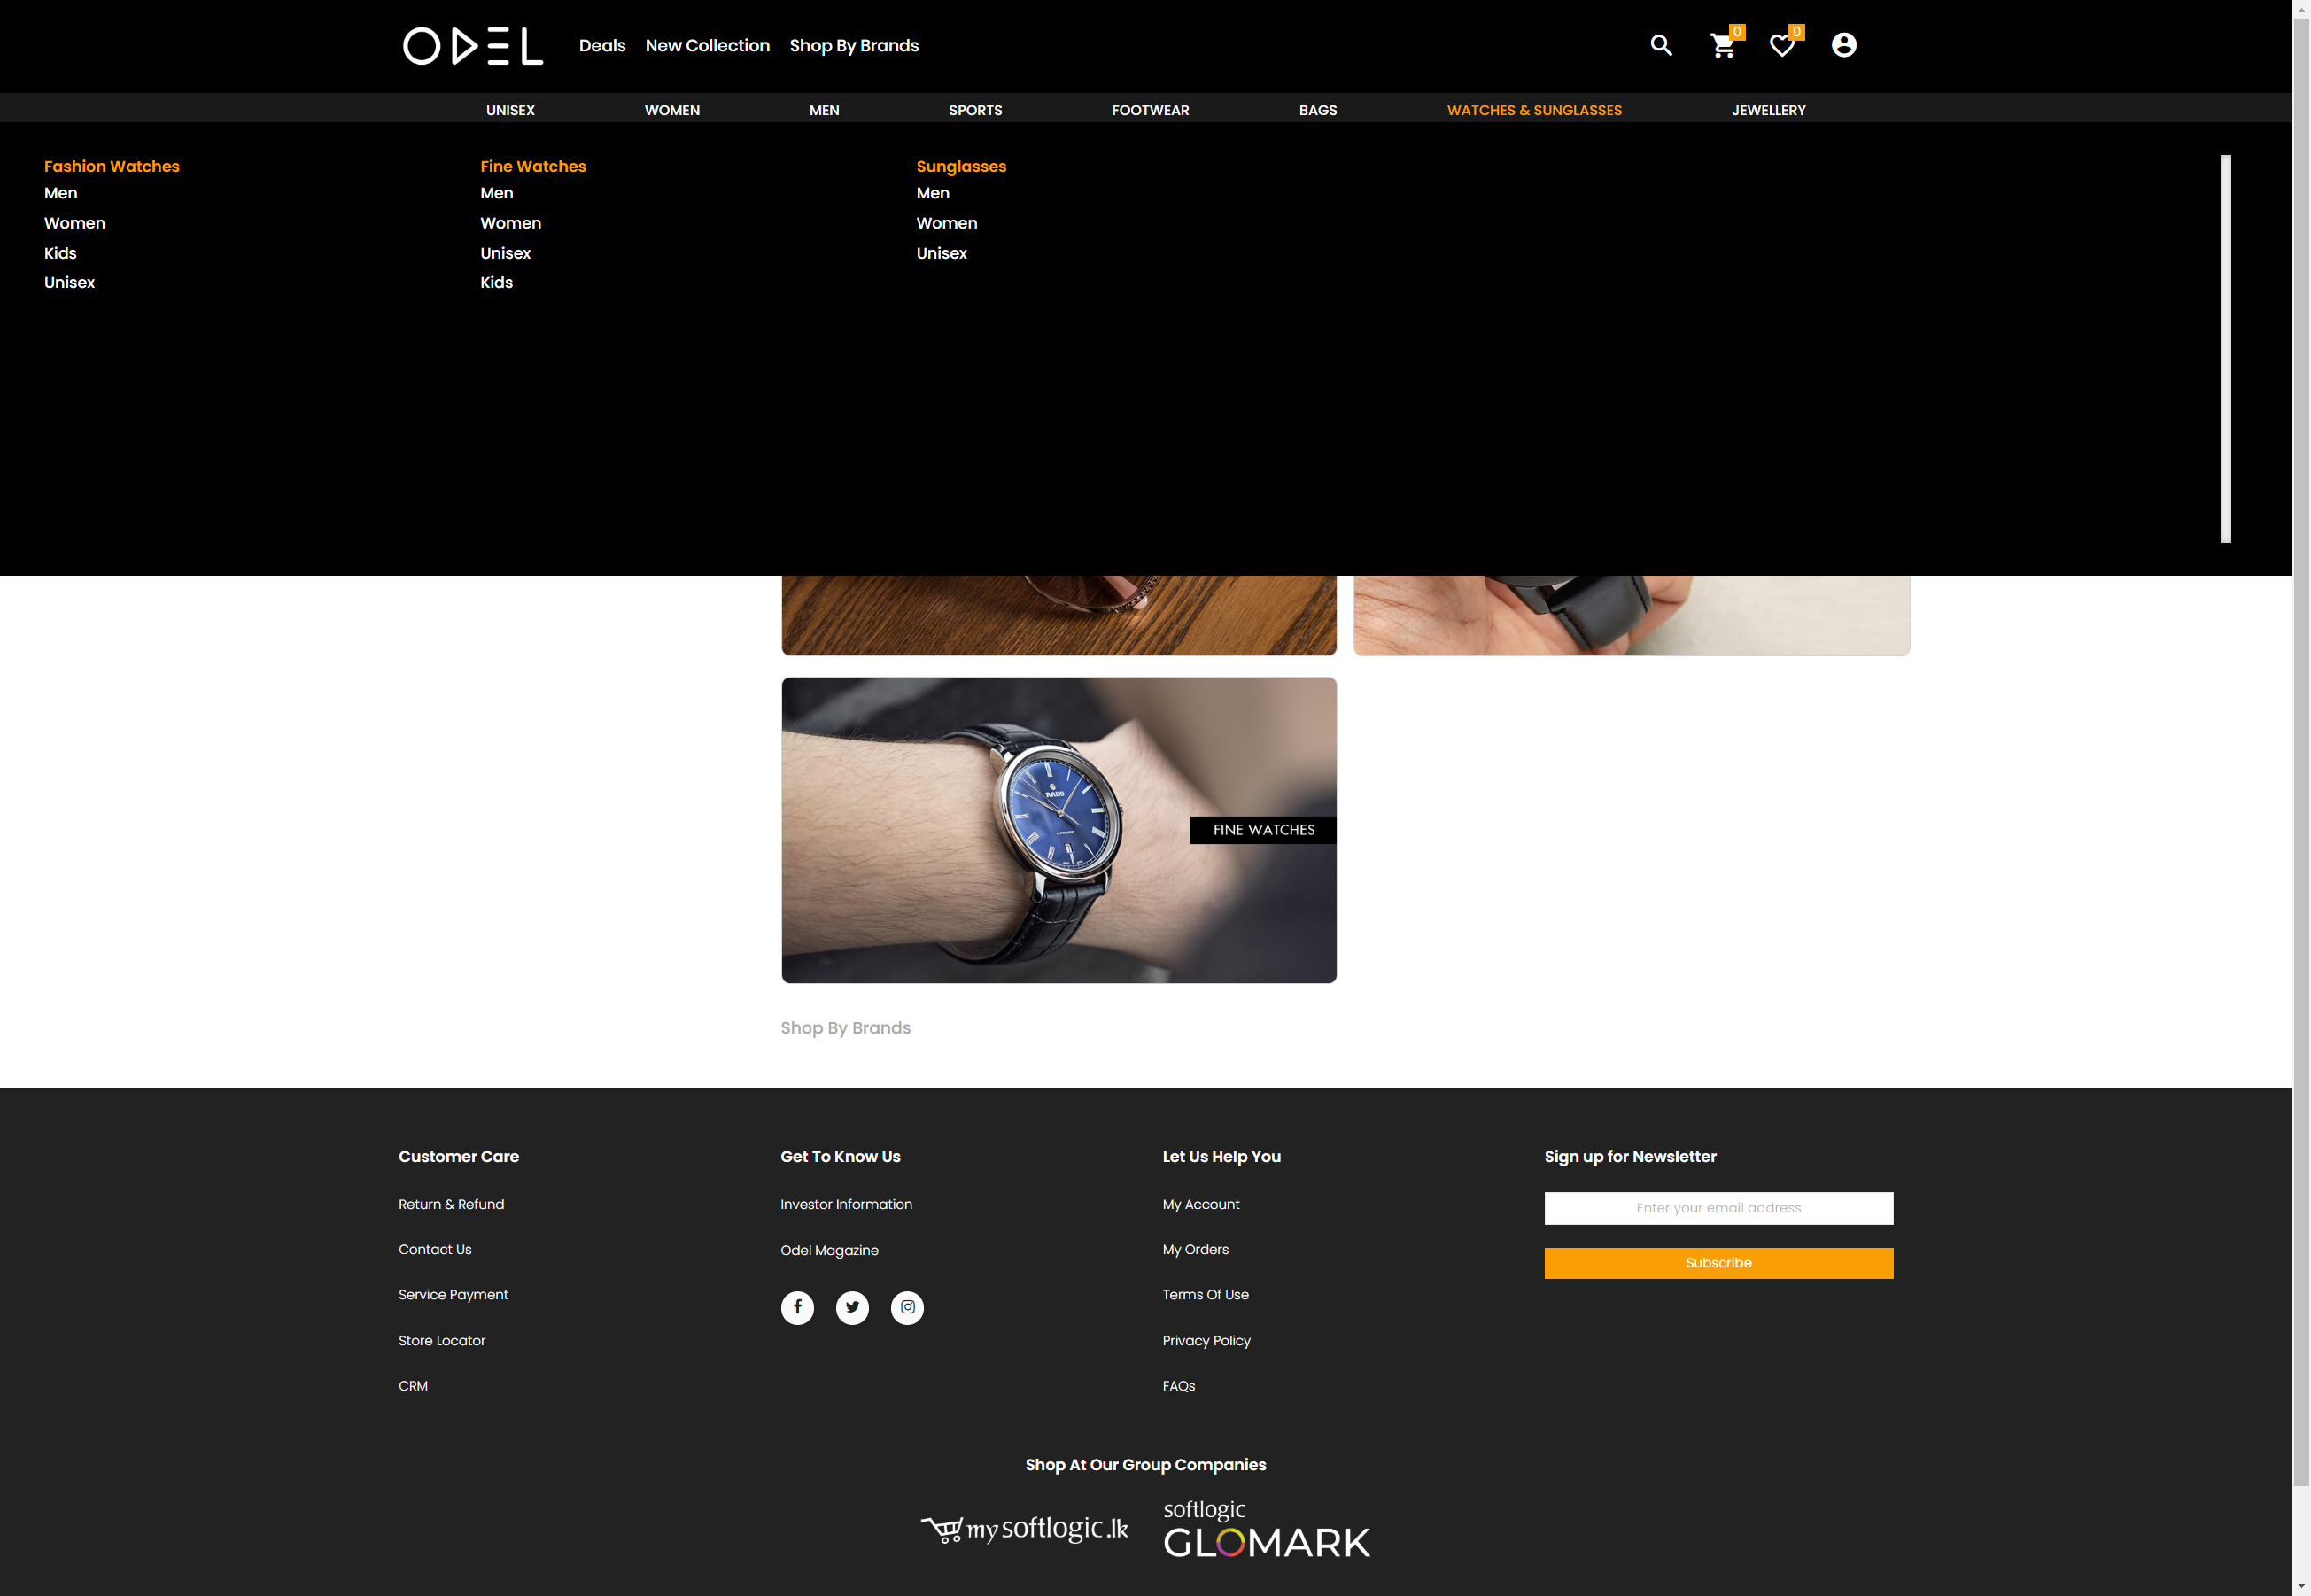 ODEL
Deals
New Collection
Shop By Brands
0
0
UNISEX
WOMEN
MEN
SPORTS
FOOTWEAR
BAGS
WATCHES & SUNGLASSES
JEWELLERY
Fashion Watches
Men
Women
Kids
Unisex
Fine Watches
Men
Women
Unisex
Kids
Sunglasses
Men
Women
Unisex
RADO
FINE WATCHES
Shop By Brands
Customer Care
Return & Refund
Contact Us
Service Payment
Store Locator
CRM
Get To Know Us
Investor Information
Odel Magazine
Let Us Help You
My Account
My Orders
Terms Of Use
Privacy Policy
FAQs
Sign up for Newsletter
Enter your email address
Subscribe
Shop At Our Group Companies
mysoftlogic.lk
softlogic
GLOMARK